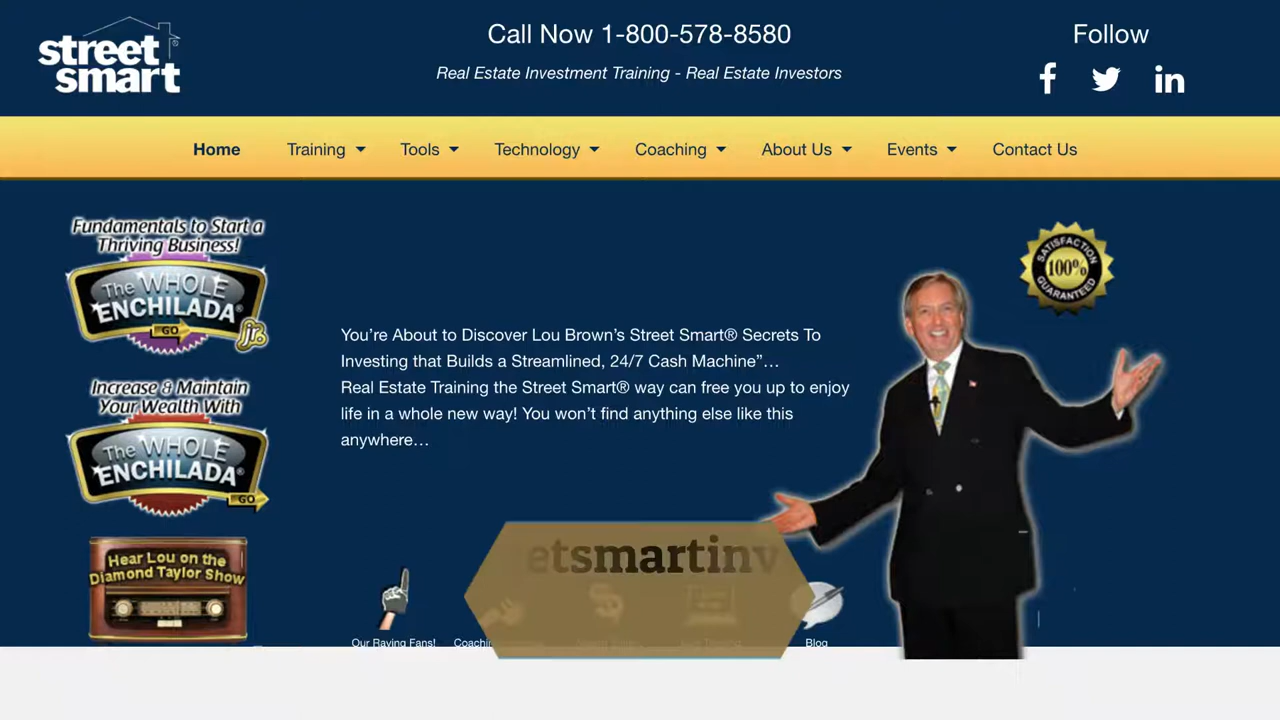 street
smart
®
Call Now 1-800-578-8580
Real Estate Investment Training - Real Estate Investors
Follow
Home
Training
Tools
Technology
Coaching
About Us
Events
Contact Us
Fundamentals to Start a
Thriving Business!
The WHOLE
ENCHILADA®
GO
jr.
Increase & Maintain
Your Wealth With
The WHOLE
ENCHILADA®
GO
Hear Lou on the
Diamond Taylor Show
You're About to Discover Lou Brown's Street Smart® Secrets To
Investing that Builds a Streamlined, 24/7 Cash Machine”…
Real Estate Training the Street Smart® way can free you up to enjoy
life in a whole new way! You won't find anything else like this
anywhere…
SATISFACTION
100%
GUARANTEED
etsmartinv
Our Raving Fans!
Blog